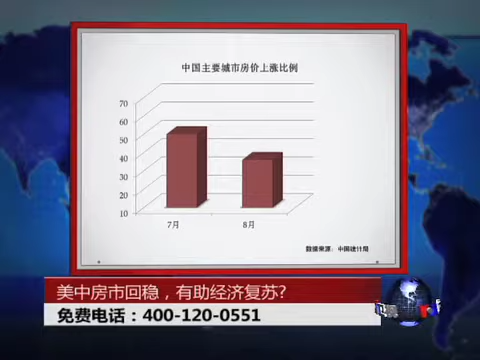 中国主要城市房价上涨比例
70
60
50
40
30
20
10
7月
8月
数据来源：中国统计局
美中房市回稳，有助经济复苏?
免费电话：400-120-0551